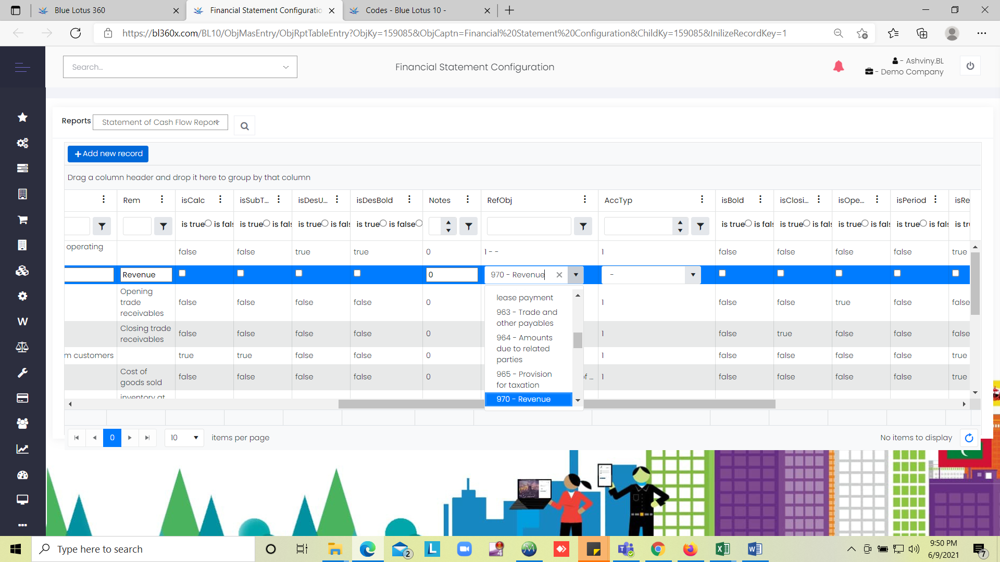 Blue Lotus 360
Financial Statement Configuratio
Codes - Blue Lotus 10 -
https://bl360x.com/BL10/ObjMasEntry/ObjRptTableEntry?ObjKy=159085&ObjCaptn=Financial%20Statement%20Configuration&ChildKy=159085&InilizeRecordKey=1
Search...
Financial Statement Configuration
- Ashviny.BL
- Demo Company
Reports
Statement of Cash Flow Report
+ Add new record
Drag a column header and drop it here to group by that column
Rem isCalc isSubT... isDesU... isDesBold Notes RefObj AccTyp isBold isClosi... isOpe... isPeriod isRe
is true is fals is true is fals is true is fals is true is false is true is fals is true is fals is true is fals is true is fals is tru
operating false false true true 0 1 - - 1 false false false false true
Revenue 0 970 - Revenue -
Opening trade receivables false false false false 0 1 false false true false false
Closing trade receivables false false false false 0 1 false true false false false
m customers true true false false 0 1 false false false false true
Cost of goods sold false false false false 0 of ... 1 false false false false true
inventory at
lease payment
963 - Trade and
other payables
964 - Amounts
due to related
parties
965 - Provision
for taxation
970 - Revenue
0
10
items per page
No items to display
W
Type here to search
2
L
9:50 PM
6/9/2021
7